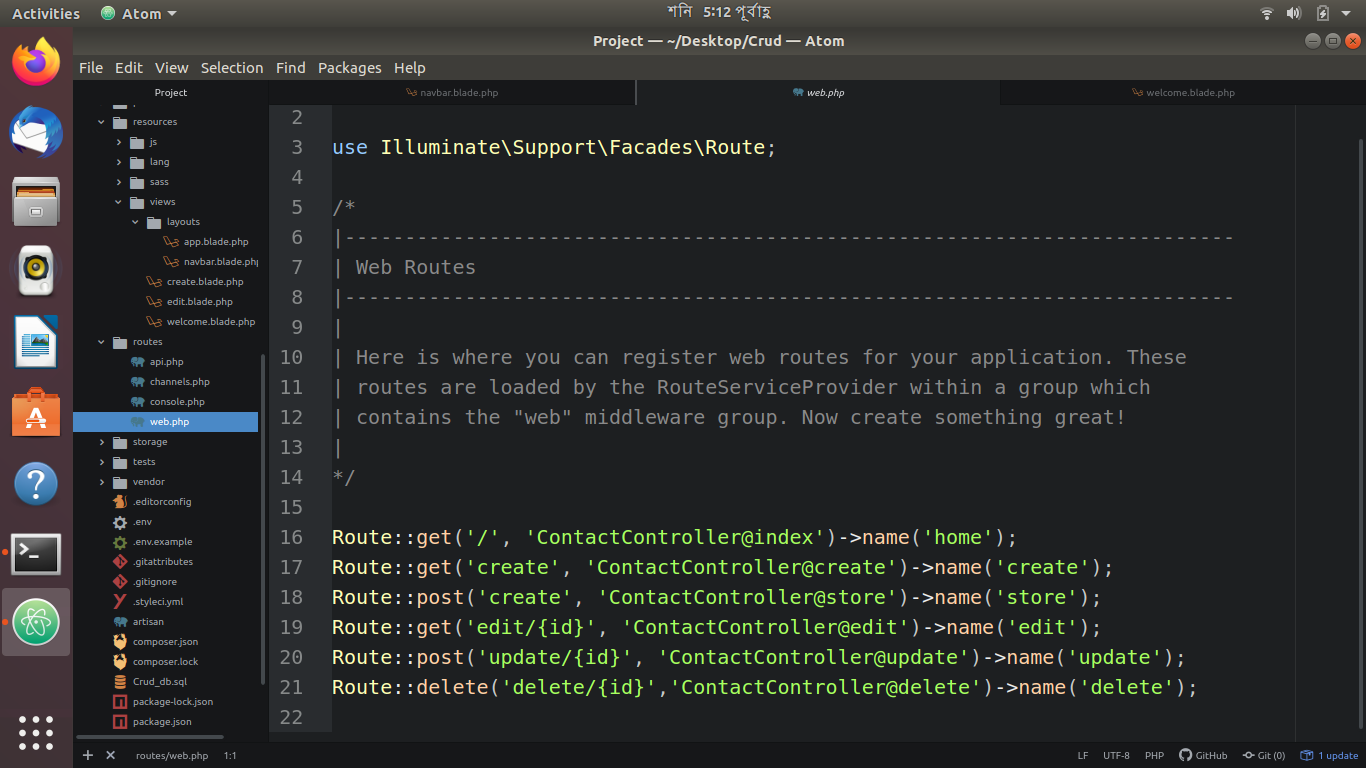 Activities
Atom
শনি 5:12 পূর্বাহ্ণ
Project — ~/Desktop/Crud — Atom
File Edit View Selection Find Packages Help
Project
navbar.blade.php
web.php
welcome.blade.php
resources
js
lang
sass
views
layouts
app.blade.php
navbar.blade.php
create.blade.php
edit.blade.php
welcome.blade.php
routes
api.php
channels.php
console.php
web.php
storage
tests
vendor
.editorconfig
.env
.env.example
.gitattributes
.gitignore
.styleci.yml
artisan
composer.json
composer.lock
Crud_db.sql
package-lock.json
package.json
2
3 use Illuminate\Support\Facades\Route;
4
5 /*
6 |--------------------------------------------------------------------------
7 | Web Routes
8 |--------------------------------------------------------------------------
9 |
10 | Here is where you can register web routes for your application. These
11 | routes are loaded by the RouteServiceProvider within a group which
12 | contains the "web" middleware group. Now create something great!
13 |
14 */
15
16 Route::get('/', 'ContactController@index')->name('home');
17 Route::get('create', 'ContactController@create')->name('create');
18 Route::post('create', 'ContactController@store')->name('store');
19 Route::get('edit/{id}', 'ContactController@edit')->name('edit');
20 Route::post('update/{id}', 'ContactController@update')->name('update');
21 Route::delete('delete/{id}','ContactController@delete')->name('delete');
22
routes/web.php 1:1
LF UTF-8 PHP GitHub Git (0) 1 update